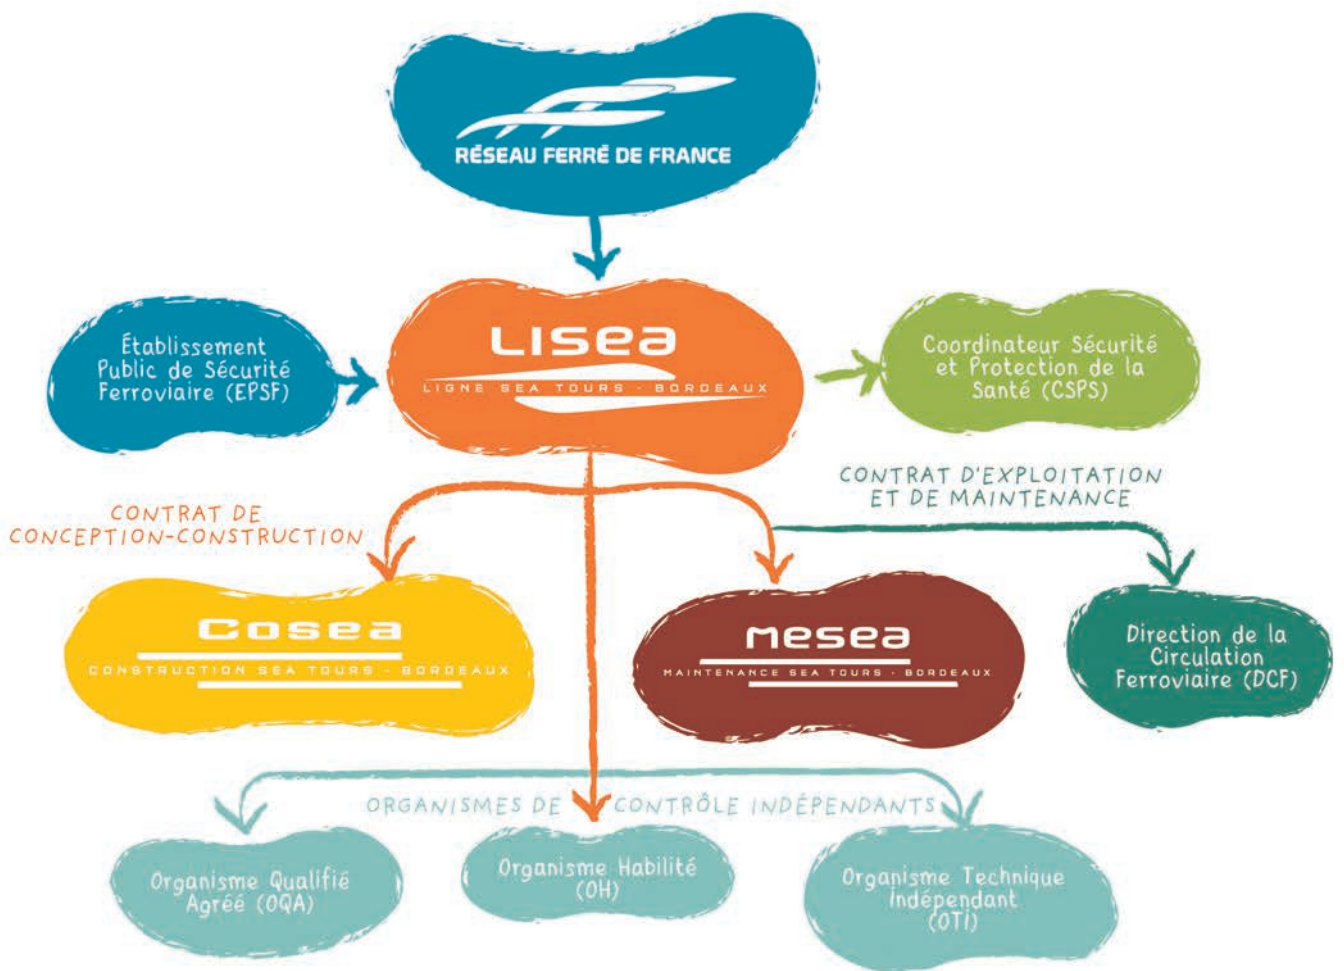 RÉSEAU FERRÉ DE FRANCE
LISEA
LIGNE SEA TOURS - BORDEAUX
Établissement
Public de Sécurité
Ferroviaire (EPSF)
Coordinateur Sécurité
et Protection de la
Santé (CSPS)
CONTRAT DE
CONCEPTION-CONSTRUCTION
CONTRAT D'EXPLOITATION
ET DE MAINTENANCE
COSEA
CONSTRUCTION SEA TOURS - BORDEAUX
MESEA
MAINTENANCE SEA TOURS - BORDEAUX
Direction de la
Circulation
Ferroviaire (DCF)
ORGANISMES DE CONTRÔLE INDÉPENDANTS
Organisme Qualifié
Agréé (OQA)
Organisme Habilité
(OH)
Organisme Technique
Indépendant
(OTI)